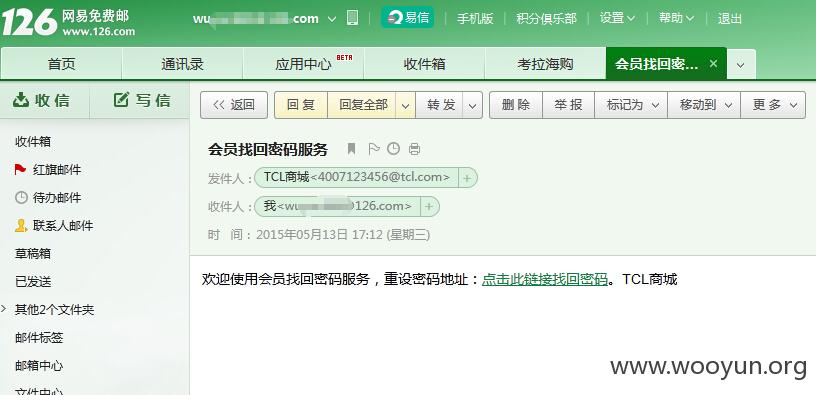 126 网易免费邮 www.126.com wu .com 易信 手机版 积分俱乐部 设置 帮助 退出
首页 通讯录 应用中心 BETA 收件箱 考拉海购 会员找回密... ×
收信 写信 << 返回 回复 回复全部 转发 删除 举报 标记为 移动到 更多
收件箱
红旗邮件
待办邮件
联系人邮件
草稿箱
已发送
其他2个文件夹
邮件标签
邮箱中心
文件中心
会员找回密码服务
发件人: TCL商城<4007123456@tcl.com> +
收件人: 我<wu @126.com> +
时 间: 2015年05月13日 17:12 (星期三)
欢迎使用会员找回密码服务,重设密码地址:点击此链接找回密码。TCL商城
www.wooyun.org